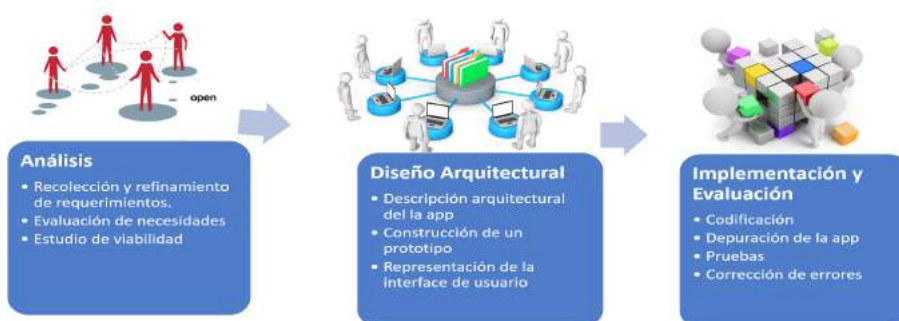 open
Análisis
• Recolección y refinamiento
de requerimientos.
• Evaluación de necesidades
• Estudio de viabilidad
Diseño Arquitectural
• Descripción arquitectural
del la app
• Construcción de un
prototipo
• Representación de la
interface de usuario
Implementación y
Evaluación
• Codificación
• Depuración de la app
• Pruebas
• Corrección de errores